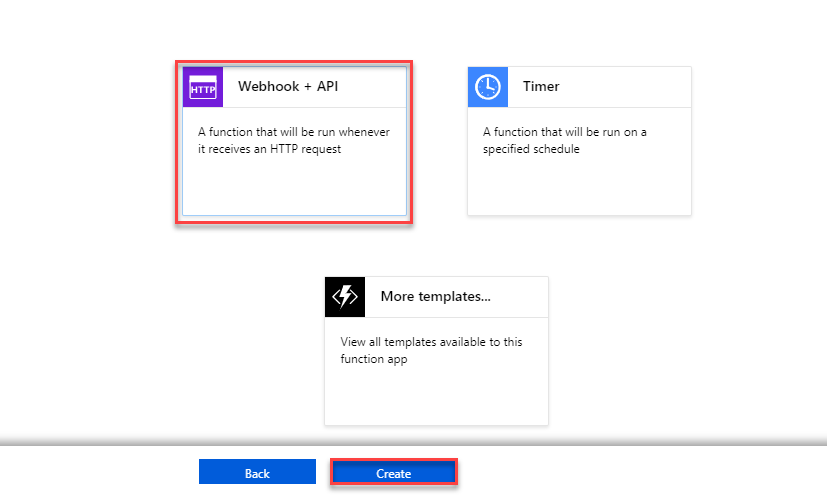 HTTP
Webhook + API
A function that will be run whenever
it receives an HTTP request
Timer
A function that will be run on a
specified schedule
More templates...
View all templates available to this
function app
Back
Create